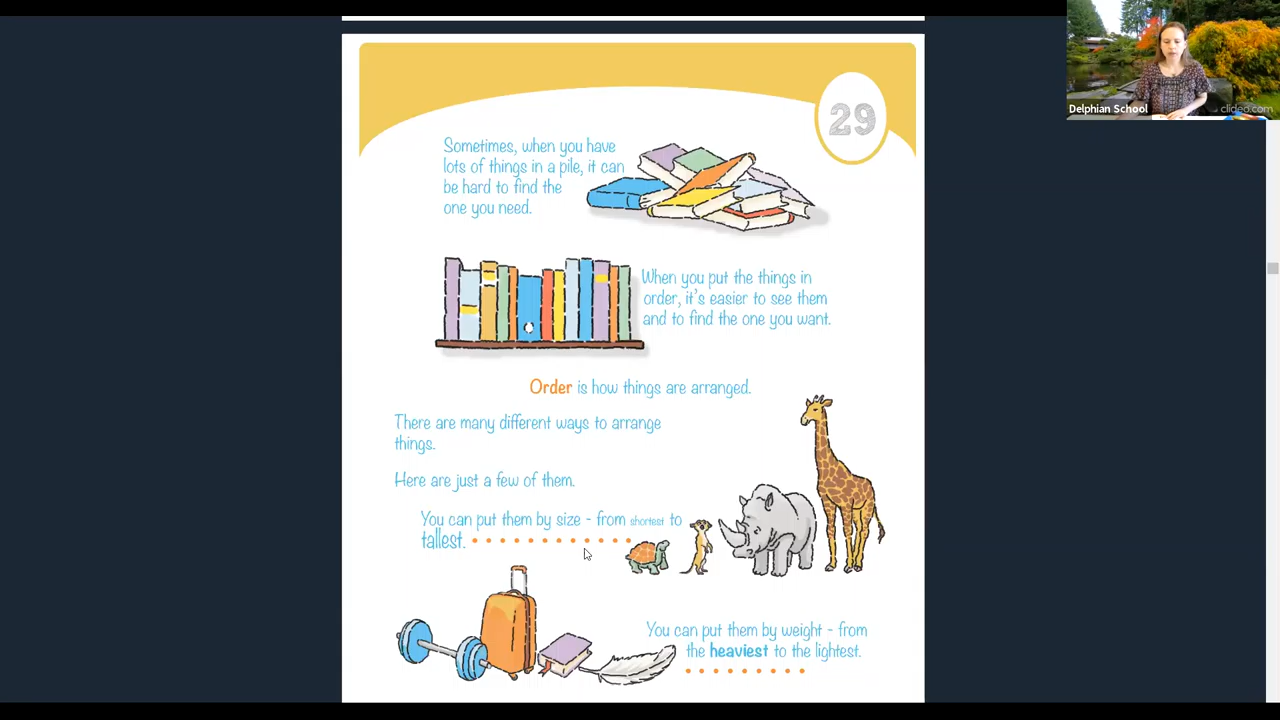 Delphian School
clideo.com
29
Sometimes, when you have
lots of things in a pile, it can
be hard to find the
one you need.
When you put the things in
order, it's easier to see them
and to find the one you want.
Order is how things are arranged.
There are many different ways to arrange
things.
Here are just a few of them.
You can put them by size - from shortest to
tallest.
You can put them by weight - from
the heaviest to the lightest.